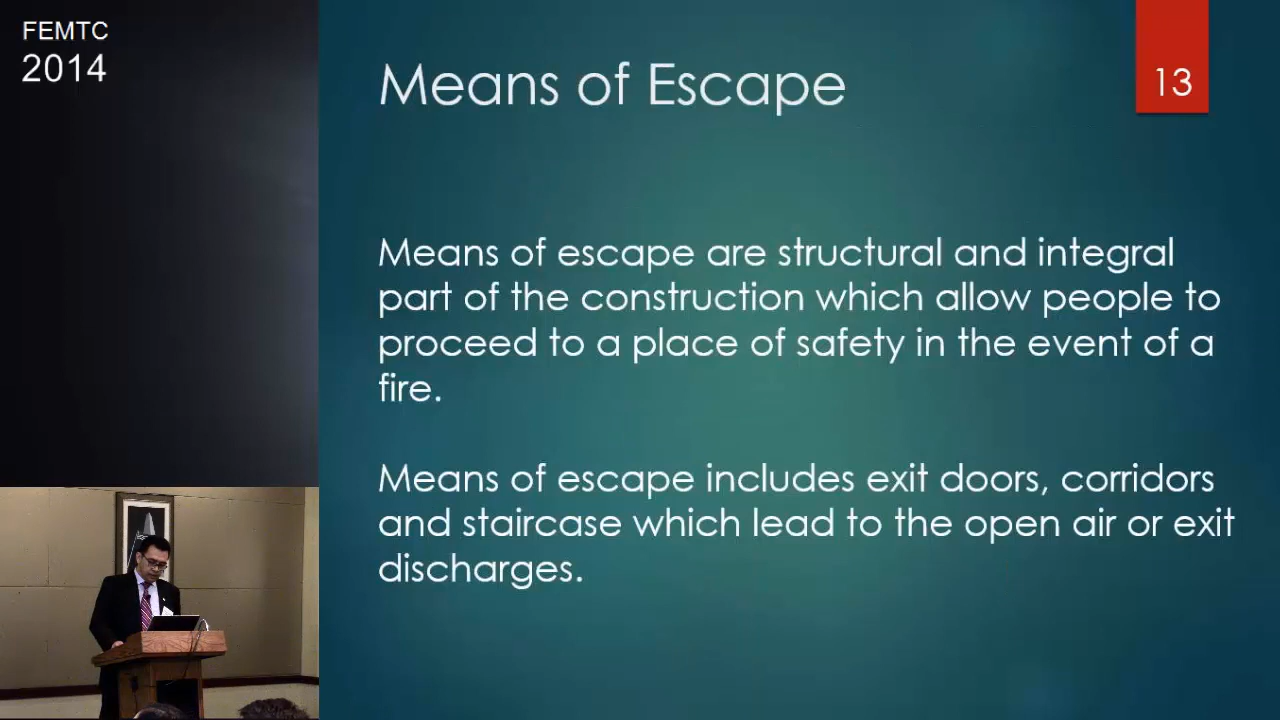 FEMTC
2014
Means of Escape
13
Means of escape are structural and integral
part of the construction which allow people to
proceed to a place of safety in the event of a
fire.
Means of escape includes exit doors, corridors
and staircase which lead to the open air or exit
discharges.